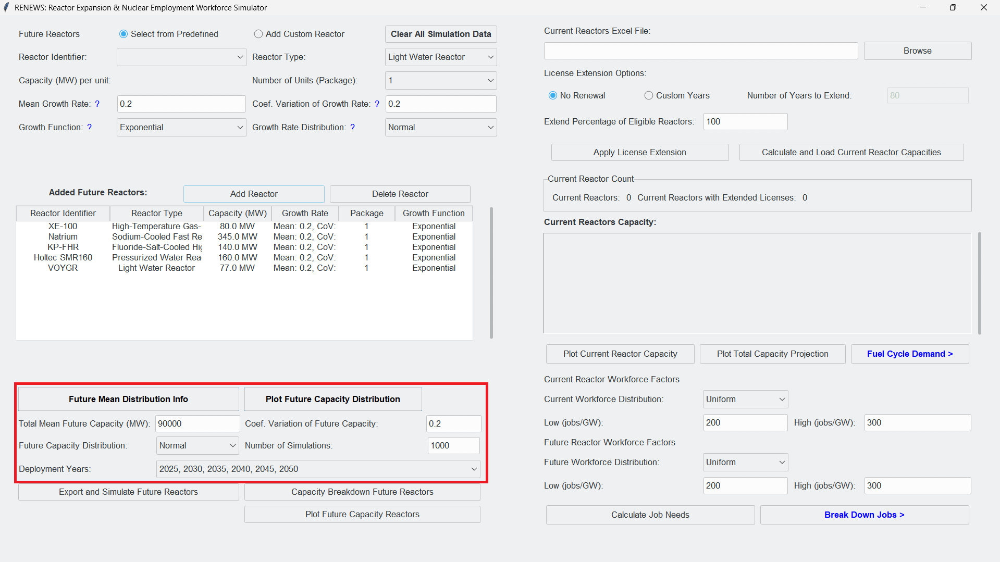 RENEWS: Reactor Expansion & Nuclear Employment Workforce Simulator
Future Reactors Select from Predefined Add Custom Reactor Clear All Simulation Data
Reactor Identifier: Reactor Type: Light Water Reactor
Capacity (MW) per unit: Number of Units (Package): 1
Mean Growth Rate: ? 0.2 Coef. Variation of Growth Rate: ? 0.2
Growth Function: ? Exponential Growth Rate Distribution: ? Normal
Added Future Reactors: Add Reactor Delete Reactor
Reactor Identifier Reactor Type Capacity (MW) Growth Rate Package Growth Function
XE-100 High-Temperature Gas- 80.0 MW Mean: 0.2, CoV: 1 Exponential
Natrium Sodium-Cooled Fast Re 345.0 MW Mean: 0.2, CoV: 1 Exponential
KP-FHR Fluoride-Salt-Cooled Hi 140.0 MW Mean: 0.2, CoV: 1 Exponential
Holtec SMR160 Pressurized Water Rea 160.0 MW Mean: 0.2, CoV: 1 Exponential
VOYGR Light Water Reactor 77.0 MW Mean: 0.2, CoV: 1 Exponential
Future Mean Distribution Info Plot Future Capacity Distribution
Total Mean Future Capacity (MW): 90000 Coef. Variation of Future Capacity: 0.2
Future Capacity Distribution: Normal Number of Simulations: 1000
Deployment Years: 2025, 2030, 2035, 2040, 2045, 2050
Export and Simulate Future Reactors Capacity Breakdown Future Reactors
Plot Future Capacity Reactors
Current Reactors Excel File:
Browse
License Extension Options:
No Renewal Custom Years Number of Years to Extend: 80
Extend Percentage of Eligible Reactors: 100
Apply License Extension Calculate and Load Current Reactor Capacities
Current Reactor Count
Current Reactors: 0 Current Reactors with Extended Licenses: 0
Current Reactors Capacity:
Plot Current Reactor Capacity Plot Total Capacity Projection Fuel Cycle Demand >
Current Reactor Workforce Factors
Current Workforce Distribution: Uniform
Low (jobs/GW): 200 High (jobs/GW): 300
Future Reactor Workforce Factors
Future Workforce Distribution: Uniform
Low (jobs/GW): 200 High (jobs/GW): 300
Calculate Job Needs Break Down Jobs >